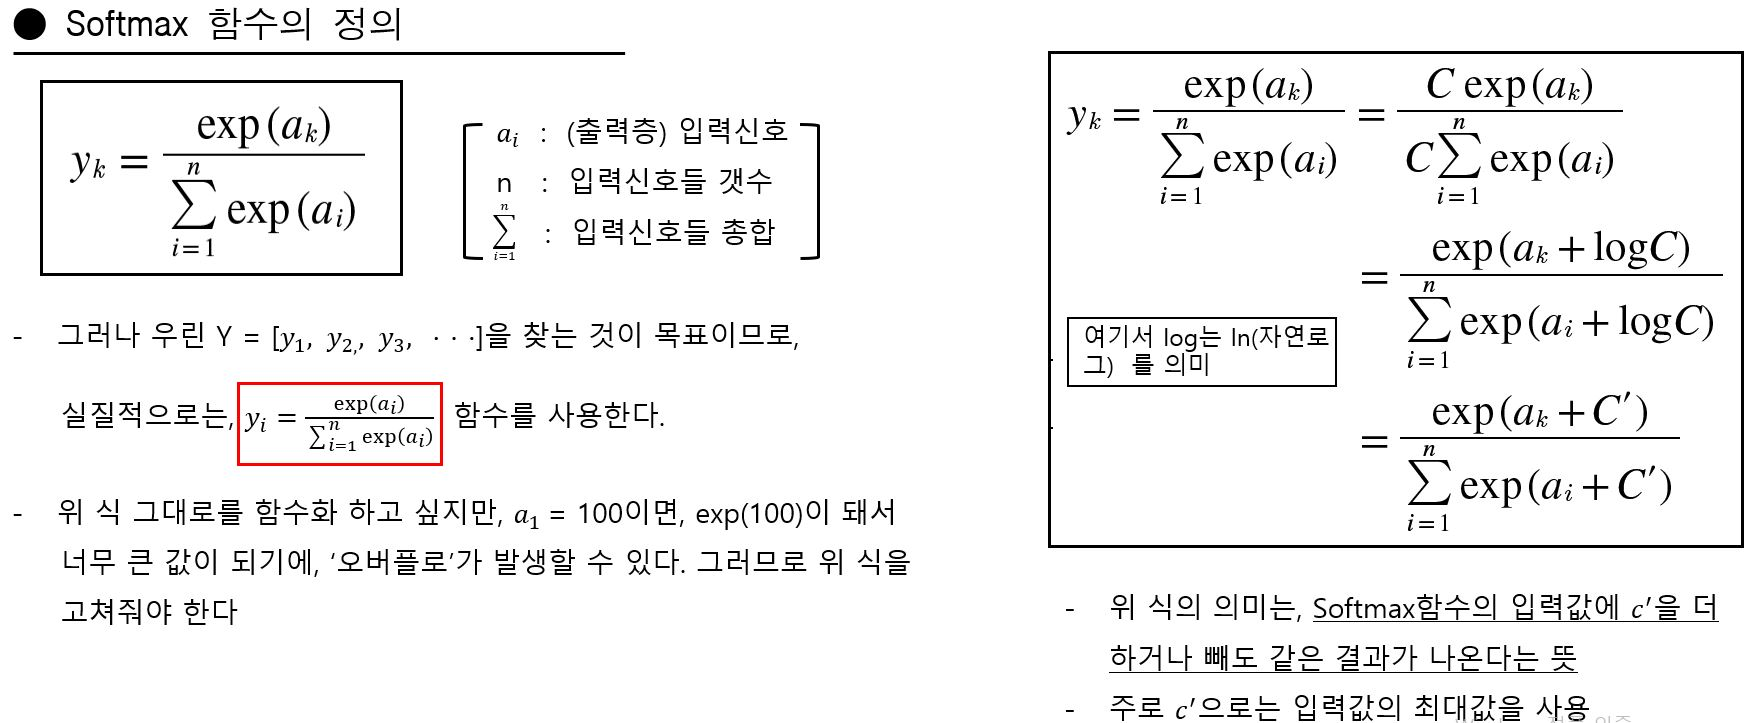 ● Softmax 함수의 정의
y_k = exp(a_k) / ∑_{i=1}^{n} exp(a_i)
a_i : (출력층) 입력신호
n : 입력신호들 갯수
∑_{i=1}^{n} : 입력신호들 총합
- 그러나 우린 Y = [y_1, y_2,, y_3, · · ·]을 찾는 것이 목표이므로,
실질적으로는, y_i = exp(a_i) / ∑_{i=1}^{n} exp(a_i) 함수를 사용한다.
- 위 식 그대로를 함수화 하고 싶지만, a_1 = 100이면, exp(100)이 돼서
너무 큰 값이 되기에, ‘오버플로’가 발생할 수 있다. 그러므로 위 식을
고쳐줘야 한다
y_k = exp(a_k) / ∑_{i=1}^{n} exp(a_i) = C exp(a_k) / C∑_{i=1}^{n} exp(a_i)
= exp(a_k + logC) / ∑_{i=1}^{n} exp(a_i + logC)
여기서 log는 ln(자연로
그) 를 의미
= exp(a_k + C′) / ∑_{i=1}^{n} exp(a_i + C′)
- 위 식의 의미는, Softmax함수의 입력값에 c′을 더
하거나 빼도 같은 결과가 나온다는 뜻
- 주로 c′으로는 입력값의 최대값을 사용